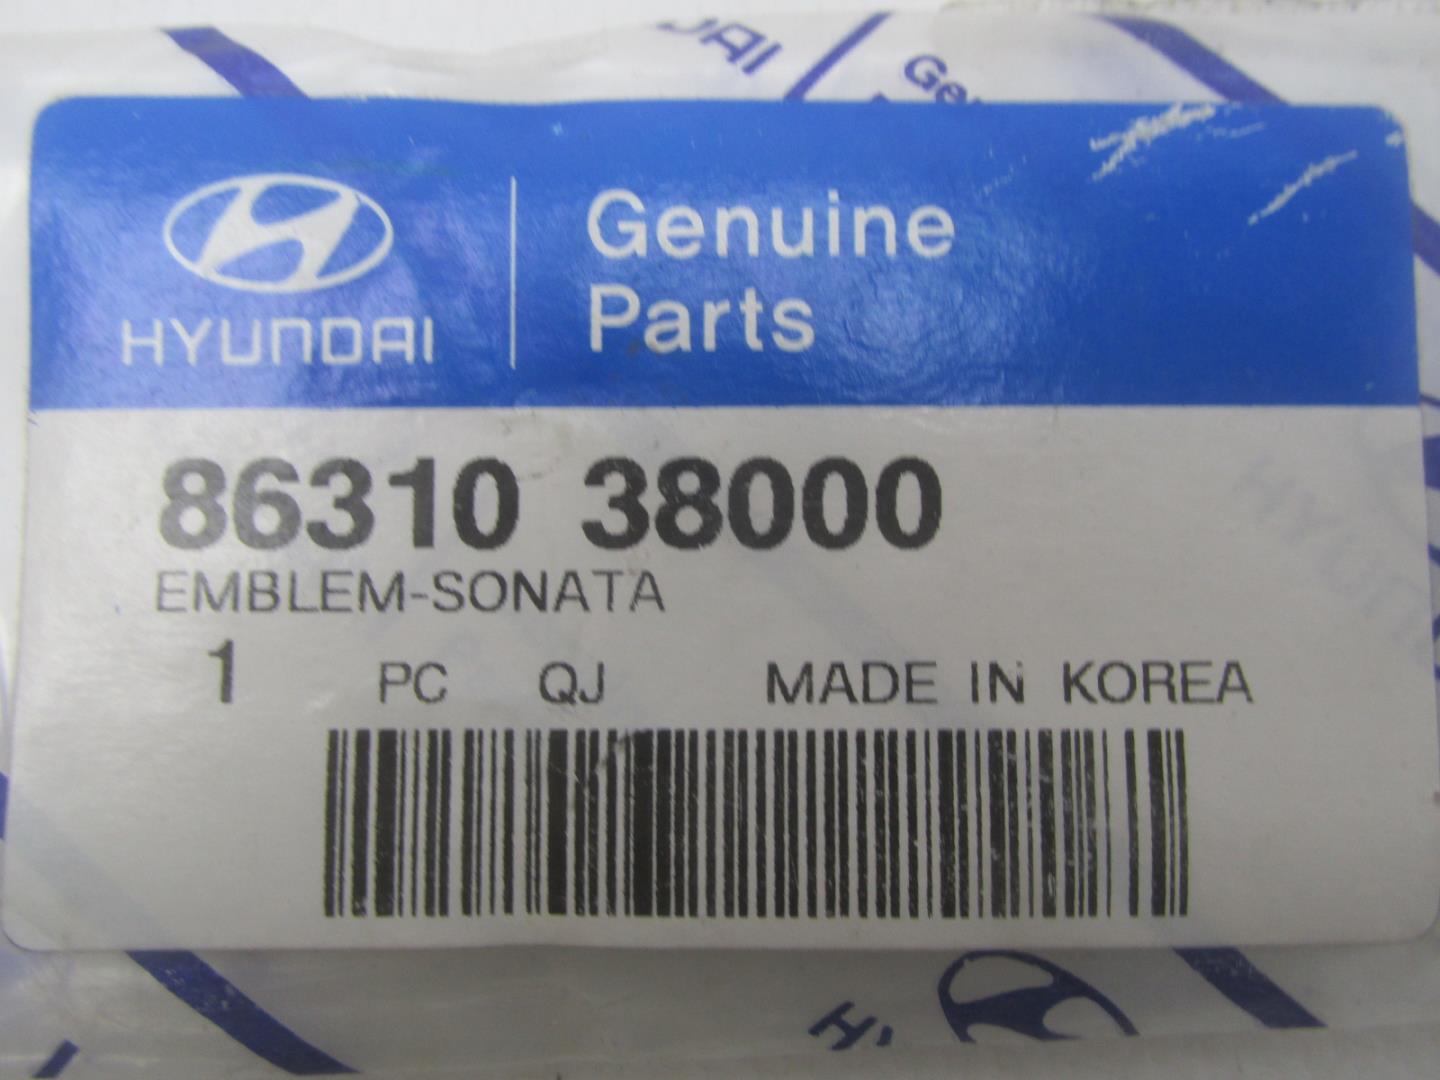 HYUNDAI
Genuine
Parts
86310 38000
EMBLEM-SONATA
1 PC QJ MADE IN KOREA